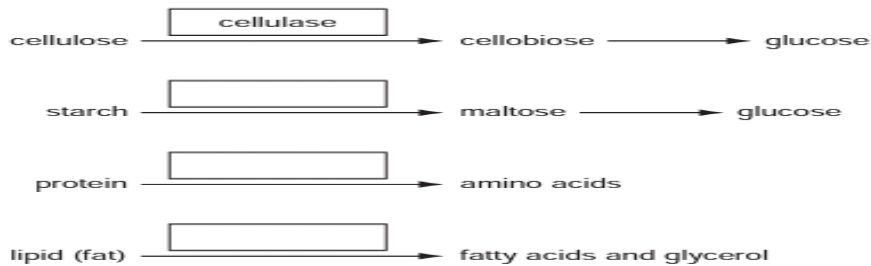 cellulase
cellulose cellobiose glucose
starch maltose glucose
protein amino acids
lipid (fat) fatty acids and glycerol